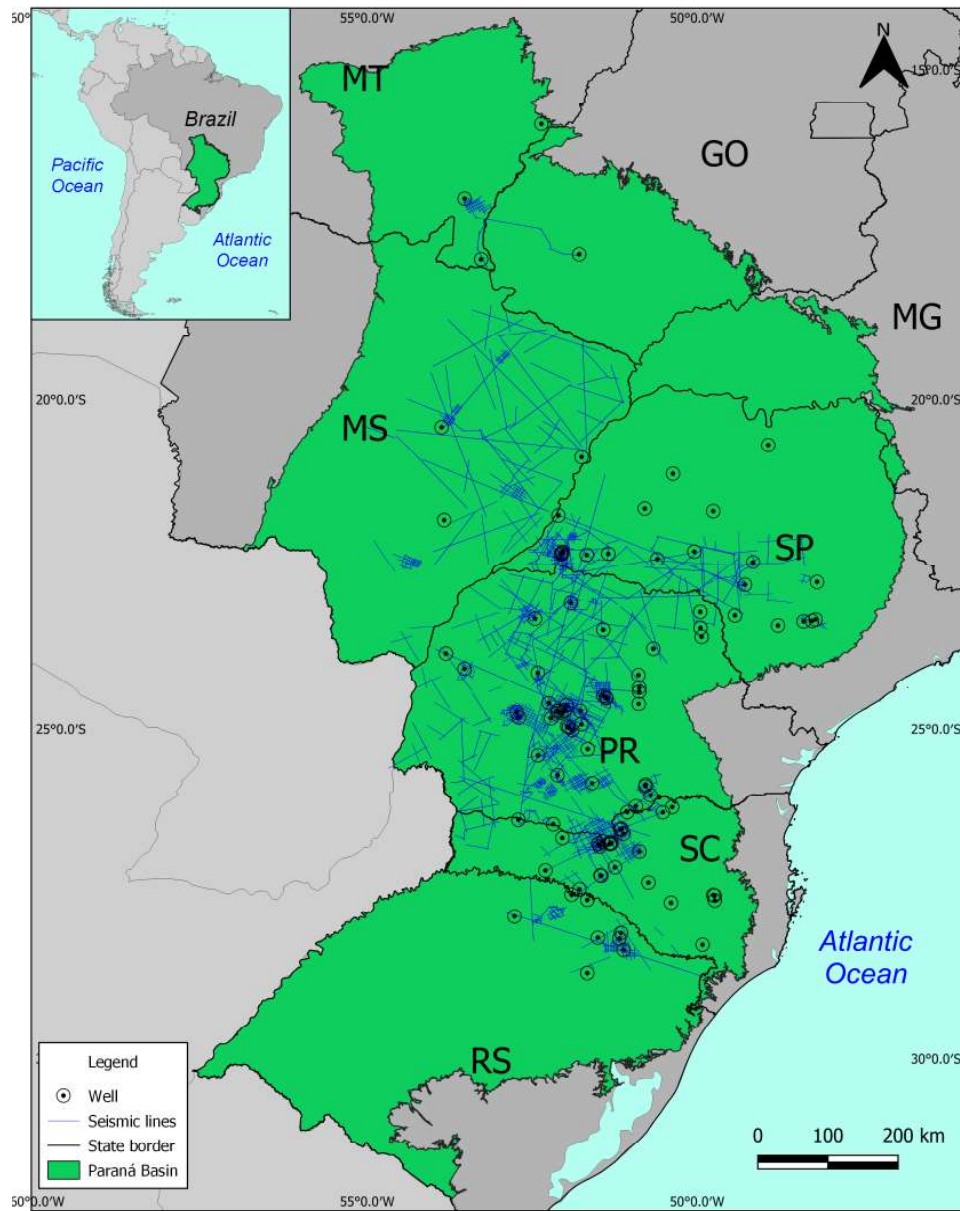 60°
55°0.0'W
50°0.0'W
N
15°0.0'S
MT
GO
Brazil
Pacific
Ocean
Atlantic
Ocean
MG
20°0.0'S
20°0.0'S
MS
SP
25°0.0'S
25°0.0'S
PR
SC
Atlantic
Ocean
RS
30°0.0'S
Legend
Well
Seismic lines
State border
Paraná Basin
0 100 200 km
60°0.0'W
55°0.0'W
50°0.0'W